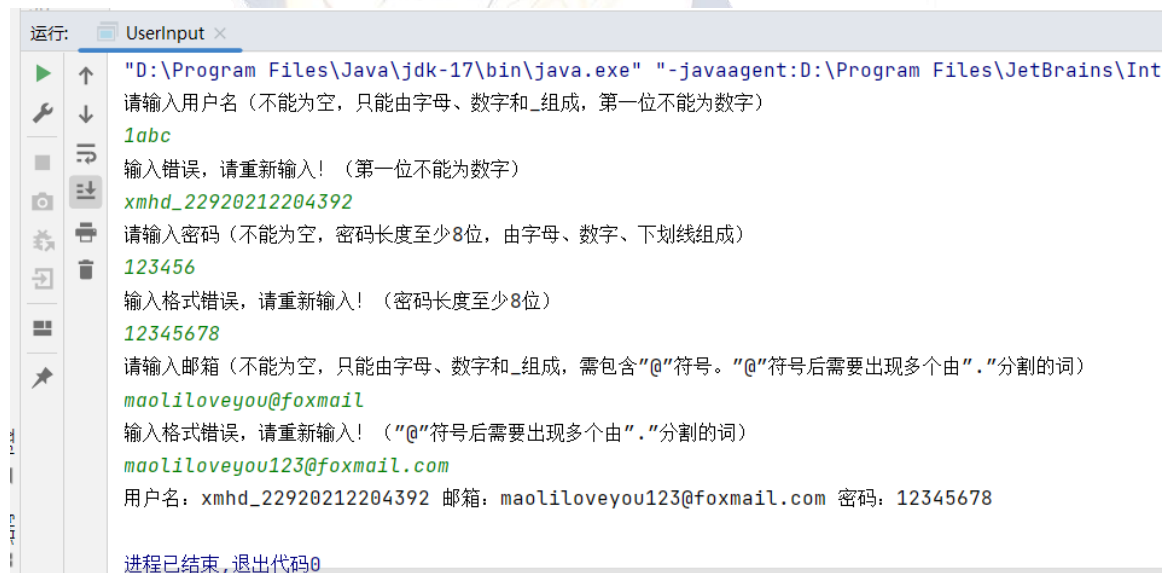 运行: UserInput ×
"D:\Program Files\Java\jdk-17\bin\java.exe" "-javaagent:D:\Program Files\JetBrains\Int
请输入用户名（不能为空，只能由字母、数字和_组成，第一位不能为数字）
1abc
输入错误，请重新输入！（第一位不能为数字）
xmhd_22920212204392
请输入密码（不能为空，密码长度至少8位，由字母、数字、下划线组成）
123456
输入格式错误，请重新输入！（密码长度至少8位）
12345678
请输入邮箱（不能为空，只能由字母、数字和_组成，需包含”@”符号。”@”符号后需要出现多个由”.”分割的词）
maoliloveyou@foxmail
输入格式错误，请重新输入！（”@”符号后需要出现多个由”.”分割的词）
maoliloveyou123@foxmail.com
用户名：xmhd_22920212204392 邮箱：maoliloveyou123@foxmail.com 密码：12345678
进程已结束,退出代码0